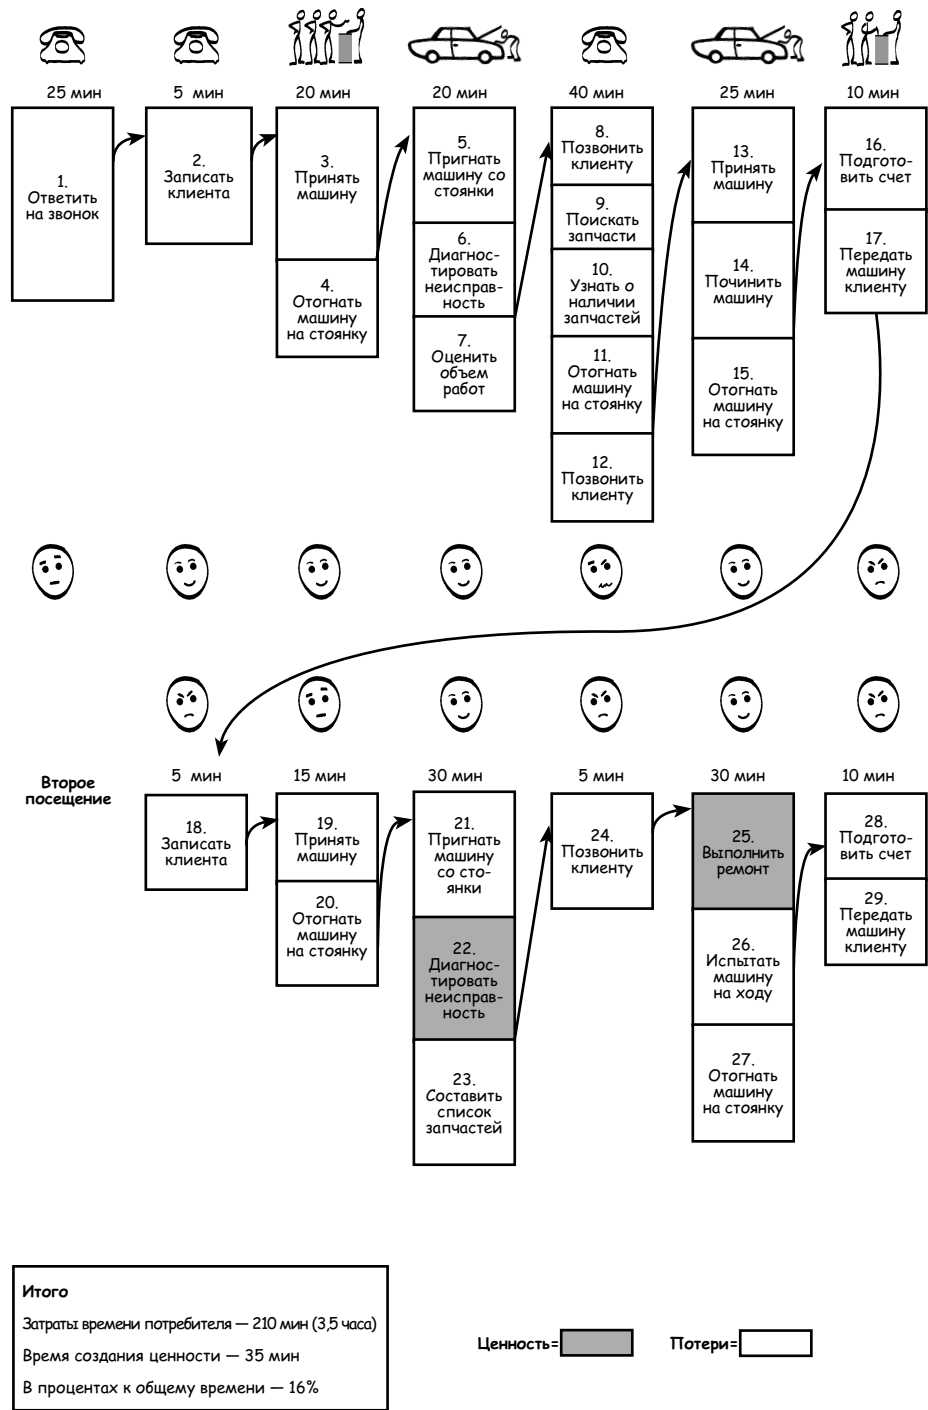 25 мин
5 мин
20 мин
20 мин
40 мин
25 мин
10 мин
1.
Ответить
на звонок
2.
Записать
клиента
3.
Принять
машину
4.
Отогнать
машину
на стоянку
5.
Пригнать
машину со
стоянки
6.
Диагнос-
тировать
неисправ-
ность
7.
Оценить
объем
работ
8.
Позвонить
клиенту
9.
Поискать
запчасти
10.
Узнать о
наличии
запчастей
11.
Отогнать
машину
на стоянку
12.
Позвонить
клиенту
13.
Принять
машину
14.
Починить
машину
15.
Отогнать
машину
на стоянку
16.
Подгото-
вить счет
17.
Передать
машину
клиенту
Второе
посещение
5 мин
15 мин
30 мин
5 мин
30 мин
10 мин
18.
Записать
клиента
19.
Принять
машину
20.
Отогнать
машину
на стоянку
21.
Пригнать
машину
со сто-
янки
22.
Диагнос-
тировать
неисправ-
ность
23.
Составить
список
запчастей
24.
Позвонить
клиенту
25.
Выполнить
ремонт
26.
Испытать
машину
на ходу
27.
Отогнать
машину
на стоянку
28.
Подгото-
вить счет
29.
Передать
машину
клиенту
Итого
Затраты времени потребителя — 210 мин (3,5 часа)
Время создания ценности — 35 мин
В процентах к общему времени — 16%
Ценность=
Потери=